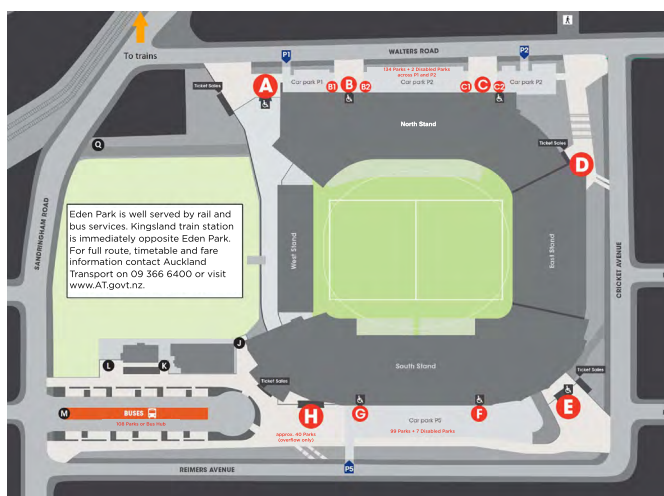 To trains
WALTERS ROAD
P1
P2
134 Parks + 2 Disabled Parks
across P1 and P2
Car park P1
Car park P2
Car park P2
A
B1
B
B2
C1
C
C2
Ticket Sales
North Stand
Ticket Sales
D
Q
SANDRINGHAM ROAD
Eden Park is well served by rail and
bus services. Kingsland train station
is immediately opposite Eden Park.
For full route, timetable and fare
information contact Auckland
Transport on 09 366 6400 or visit
www.AT.govt.nz.
West Stand
East Stand
CRICKET AVENUE
J
L
K
South Stand
Ticket Sales
Ticket Sales
M
BUSES
108 Parks or Bus Hub
H
G
F
E
Car park P5
approx. 40 Parks
(overflow only)
99 Parks + 7 Disabled Parks
REIMERS AVENUE
P5